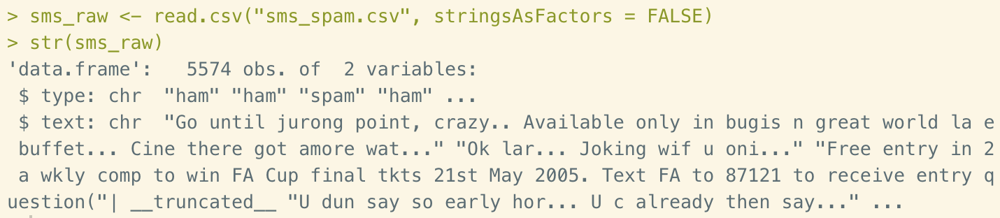 > sms_raw <- read.csv("sms_spam.csv", stringsAsFactors = FALSE)
> str(sms_raw)
'data.frame':   5574 obs. of  2 variables:
 $ type: chr  "ham" "ham" "spam" "ham" ...
 $ text: chr  "Go until jurong point, crazy.. Available only in bugis n great world la e
 buffet... Cine there got amore wat..." "Ok lar... Joking wif u oni..." "Free entry in 2
 a wkly comp to win FA Cup final tkts 21st May 2005. Text FA to 87121 to receive entry q
uestion("| __truncated__ "U dun say so early hor... U c already then say..." ...